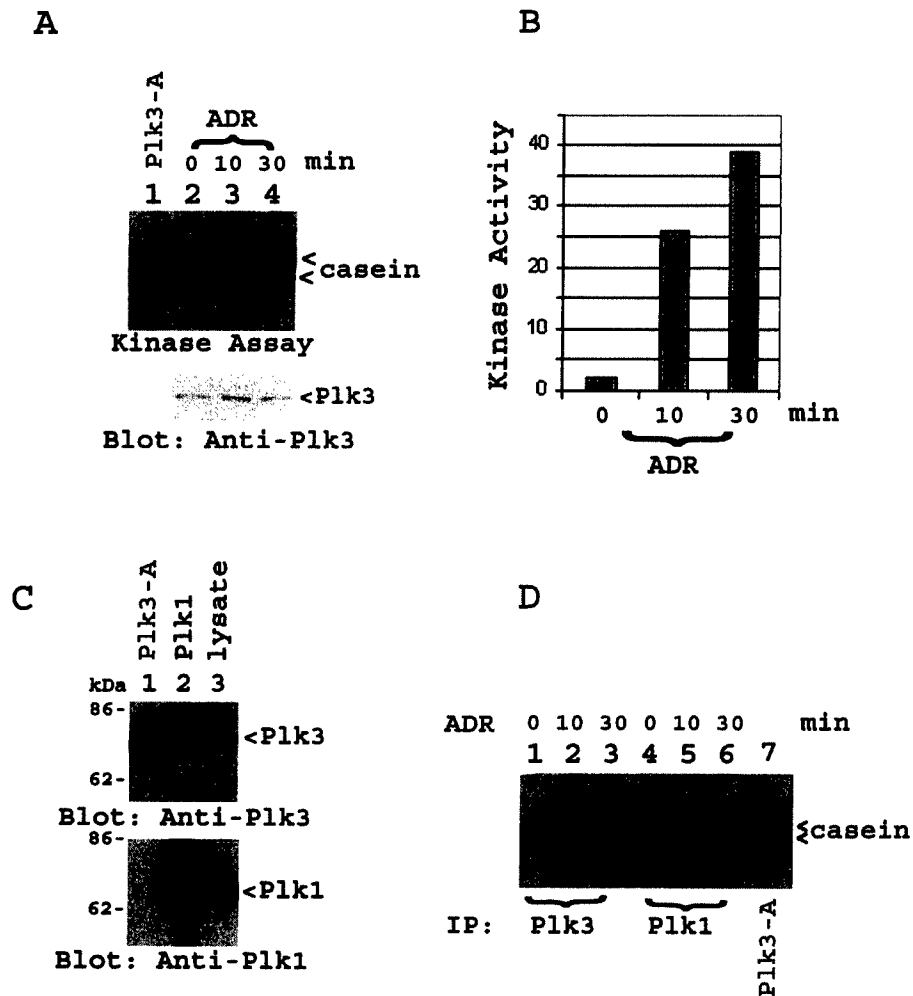 A
Plk3-A
ADR
0 10 30 min
1 2 3 4
< casein
<
Kinase Assay
<Plk3
Blot: Anti-Plk3
B
Kinase Activity
40
30
20
10
0
0 10 30 min
ADR
C
Plk3-A
Plk1
lysate
kDa 1 2 3
86-
<Plk3
62-
Blot: Anti-Plk3
86-
<Plk1
62-
Blot: Anti-Plk1
D
ADR 0 10 30 0 10 30 min
1 2 3 4 5 6 7
<casein
<
IP: Plk3 Plk1 Plk3-A